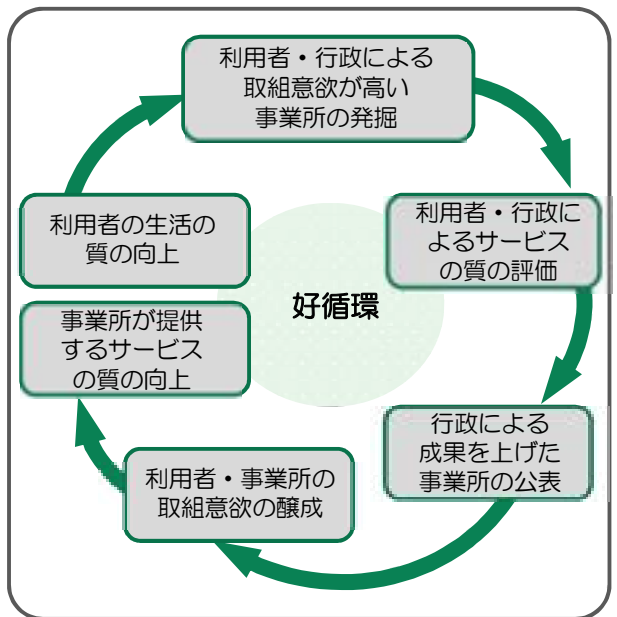 利用者・行政による
取組意欲が高い
事業所の発掘
利用者・行政に
よるサービス
の質の評価
行政による
成果を上げた
事業所の公表
利用者・事業所の
取組意欲の醸成
事業所が提供
するサービス
の質の向上
利用者の生活の
質の向上
好循環